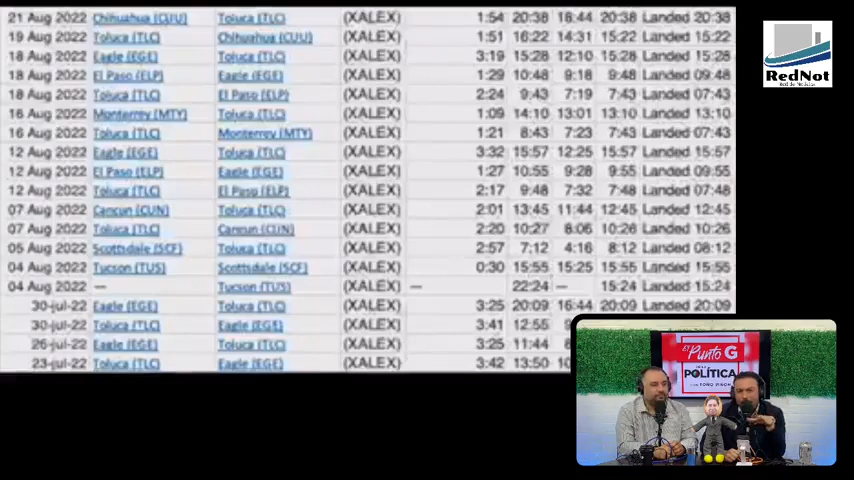 21 Aug 2022 Chihuahua (CUU) Toluca (TLC) (XALEX) 1:54 20:38 18:44 20:38 Landed 20:38
19 Aug 2022 Toluca (TLC) Chihuahua (CUU) (XALEX) 1:51 16:22 14:31 15:22 Landed 15:22
18 Aug 2022 Eagle (EGE) Toluca (TLC) (XALEX) 3:19 15:28 12:10 15:28 Landed 15:28
18 Aug 2022 El Paso (ELP) Eagle (EGE) (XALEX) 1:29 10:48 9:18 9:48 Landed 09:48
18 Aug 2022 Toluca (TLC) El Paso (ELP) (XALEX) 2:24 9:43 7:19 9:43 Landed 09:43
16 Aug 2022 Monterrey (MTY) Toluca (TLC) (XALEX) 1:09 14:10 13:01 13:10 Landed 13:10
16 Aug 2022 Toluca (TLC) Monterrey (MTY) (XALEX) 1:21 8:43 7:23 7:43 Landed 07:43
12 Aug 2022 Eagle (EGE) Toluca (TLC) (XALEX) 3:32 15:57 12:25 15:57 Landed 15:57
12 Aug 2022 El Paso (ELP) Eagle (EGE) (XALEX) 1:27 10:55 9:28 9:55 Landed 09:55
12 Aug 2022 Toluca (TLC) El Paso (ELP) (XALEX) 2:17 9:48 7:32 7:48 Landed 07:48
07 Aug 2022 Cancun (CUN) Toluca (TLC) (XALEX) 2:01 13:45 11:44 12:45 Landed 12:45
07 Aug 2022 Toluca (TLC) Cancun (CUN) (XALEX) 2:20 10:27 8:06 10:26 Landed 10:26
05 Aug 2022 Scottsdale (SCF) Toluca (TLC) (XALEX) 2:57 7:12 4:16 8:12 Landed 08:12
04 Aug 2022 Tucson (TUS) Scottsdale (SCF) (XALEX) 0:30 15:55 15:25 15:55 Landed 15:55
04 Aug 2022 — Tucson (TUS) (XALEX) — 22:24 — 15:24 Landed 15:24
30-jul-22 Eagle (EGE) Toluca (TLC) (XALEX) 3:25 20:09 16:44 20:09 Landed 20:09
30-jul-22 Toluca (TLC) Eagle (EGE) (XALEX) 3:41 12:55
26-jul-22 Eagle (EGE) Toluca (TLC) (XALEX) 3:25 11:44
23-jul-22 Toluca (TLC) Eagle (EGE) (XALEX) 3:42 13:50
RedNot
Red de Noticias
El Punto G
POLÍTICA